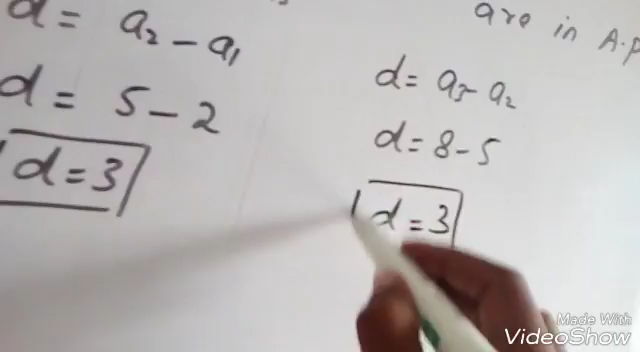 d = a₂ - a₁
d = 5 - 2
d = 3
are in A.P
d = a₃ - a₂
d = 8 - 5
d = 3
Made With
VideoShow